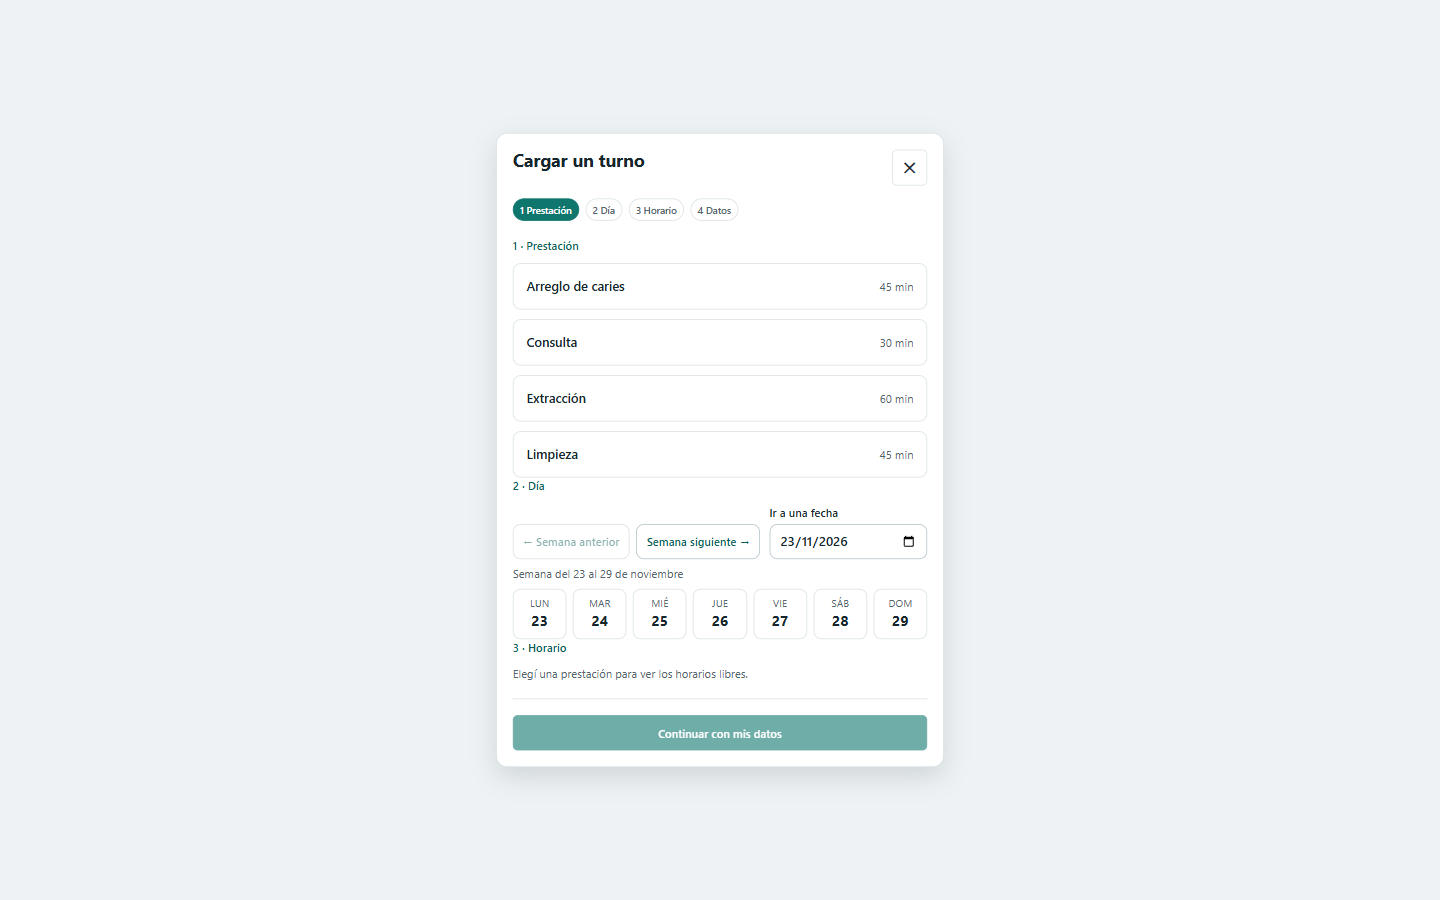 Cargar un turno
1 Prestación 2 Día 3 Horario 4 Datos
1 · Prestación
Arreglo de caries 45 min
Consulta 30 min
Extracción 60 min
Limpieza 45 min
2 · Día
Ir a una fecha
← Semana anterior Semana siguiente → 23/11/2026
Semana del 23 al 29 de noviembre
LUN MAR MIÉ JUE VIE SÁB DOM
23 24 25 26 27 28 29
3 · Horario
Elegí una prestación para ver los horarios libres.
Continuar con mis datos